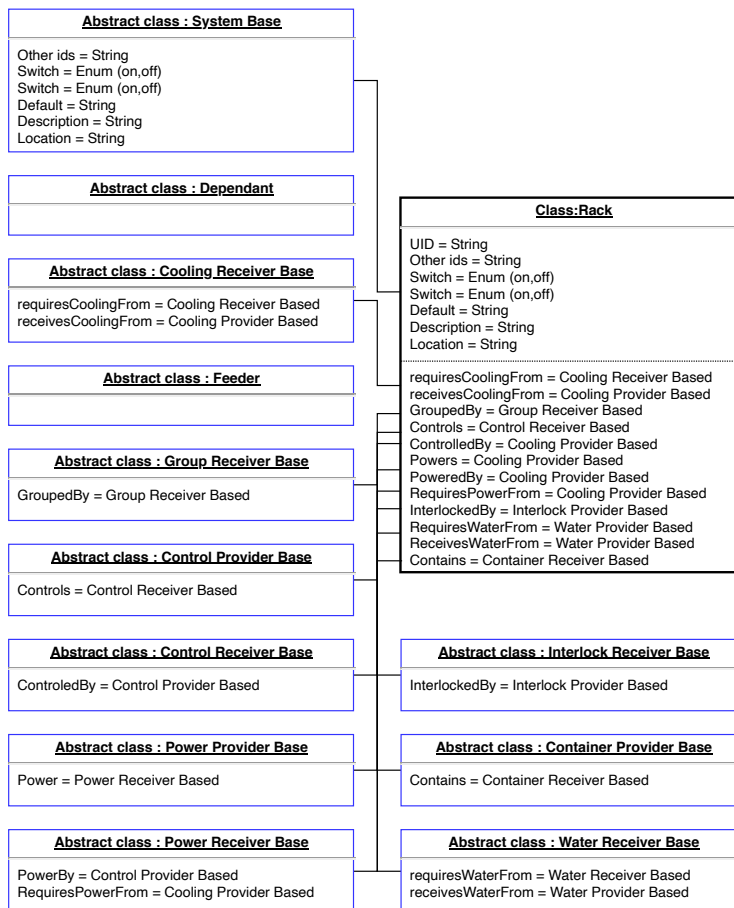 Abstract class : System Base
Other ids = String
Switch = Enum (on,off)
Switch = Enum (on,off)
Default = String
Description = String
Location = String
Abstract class : Dependant
Abstract class : Cooling Receiver Base
requiresCoolingFrom = Cooling Receiver Based
receivesCoolingFrom = Cooling Provider Based
Abstract class : Feeder
Abstract class : Group Receiver Base
GroupedBy = Group Receiver Based
Abstract class : Control Provider Base
Controls = Control Receiver Based
Abstract class : Control Receiver Base
ControledBy = Control Provider Based
Abstract class : Power Provider Base
Power = Power Receiver Based
Abstract class : Power Receiver Base
PowerBy = Control Provider Based
RequiresPowerFrom = Cooling Provider Based
Class:Rack
UID = String
Other ids = String
Switch = Enum (on,off)
Switch = Enum (on,off)
Default = String
Description = String
Location = String
requiresCoolingFrom = Cooling Receiver Based
receivesCoolingFrom = Cooling Provider Based
GroupedBy = Group Receiver Based
Controls = Control Receiver Based
ControlledBy = Cooling Provider Based
Powers = Cooling Provider Based
PoweredBy = Cooling Provider Based
RequiresPowerFrom = Cooling Provider Based
InterlockedBy = Interlock Provider Based
RequiresWaterFrom = Water Provider Based
ReceivesWaterFrom = Water Provider Based
Contains = Container Receiver Based
Abstract class : Interlock Receiver Base
InterlockedBy = Interlock Provider Based
Abstract class : Container Provider Base
Contains = Container Receiver Based
Abstract class : Water Receiver Base
requiresWaterFrom = Water Receiver Based
receivesWaterFrom = Water Provider Based